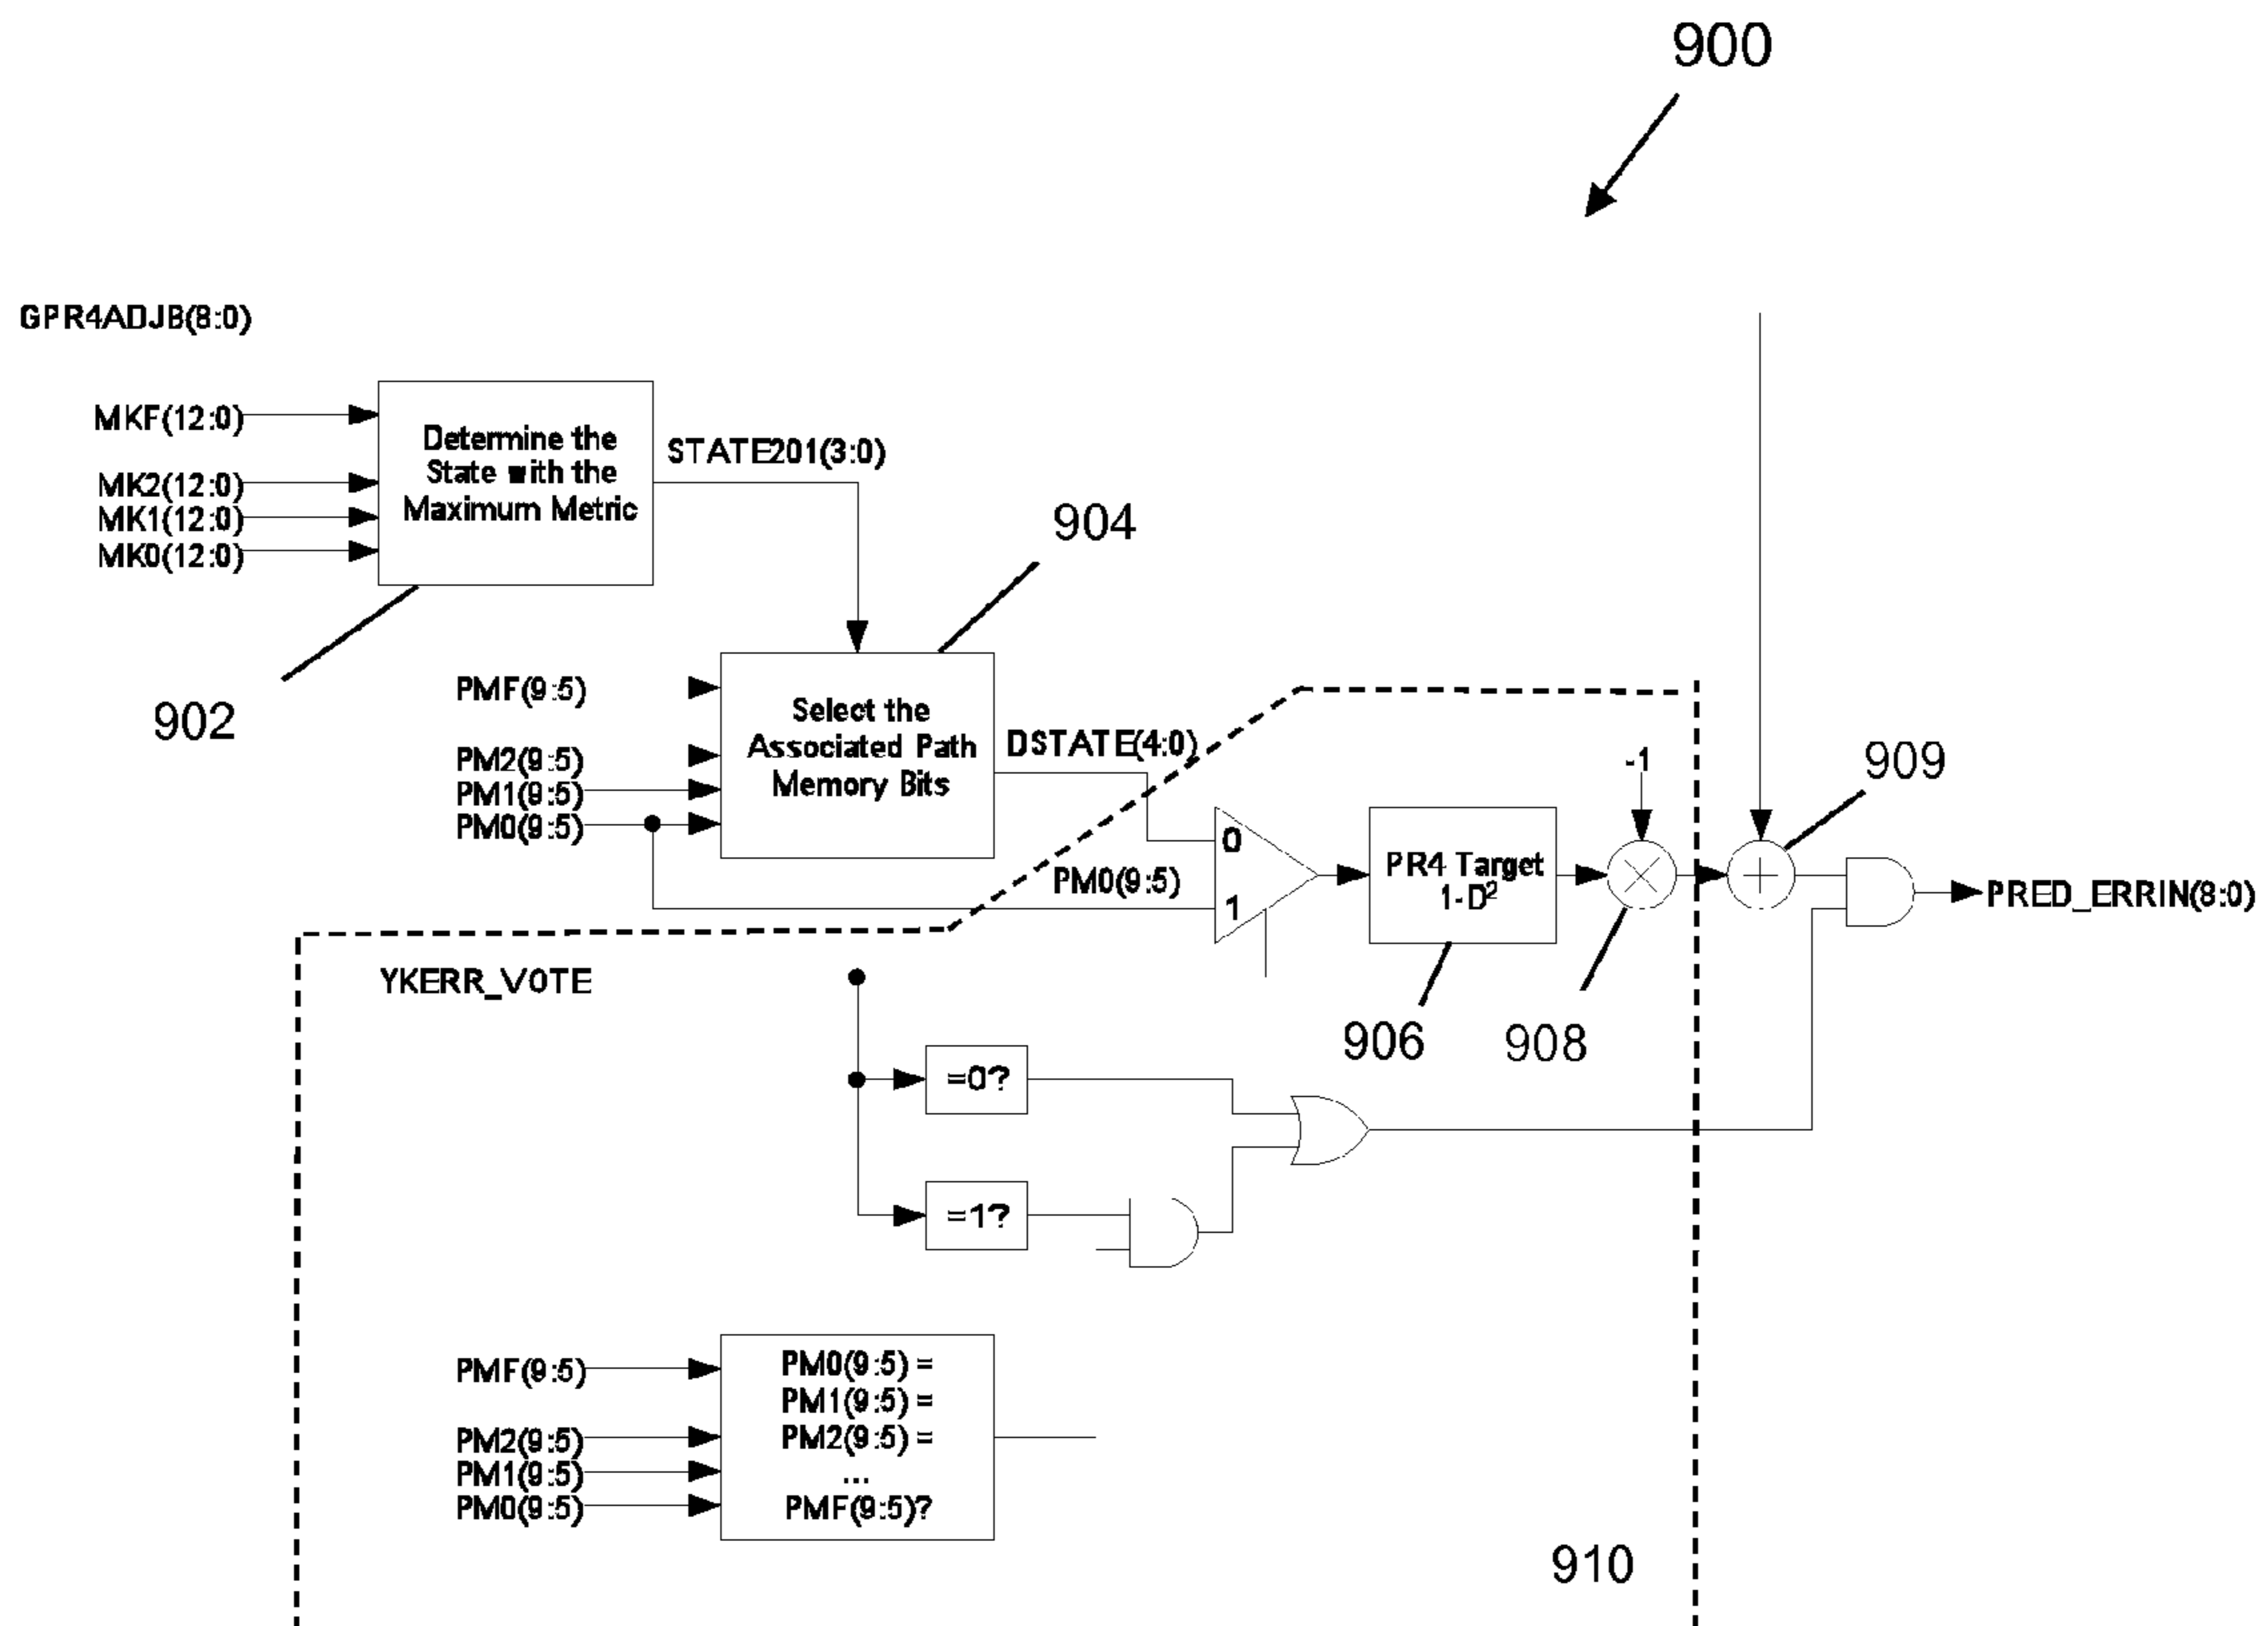 900
GPR4ADJB(8:0)
MKF(12:0)
MK2(12:0)
MK1(12:0)
MK0(12:0)
Determine the
State with the
Maximum Metric
STATE201(3:0)
904
902
PMF(9:5)
PM2(9:5)
PM1(9:5)
PM0(9:5)
Select the
Associated Path
Memory Bits
DSTATE(4:0)
PM0(9:5)
0
1
PR4 Target
1-D²
-1
909
PRED_ERRIN(8:0)
906
908
YKERR_VOTE
=0?
=1?
PMF(9:5)
PM2(9:5)
PM1(9:5)
PM0(9:5)
PM0(9:5) =
PM1(9:5) =
PM2(9:5) =
...
PMF(9:5)?
910